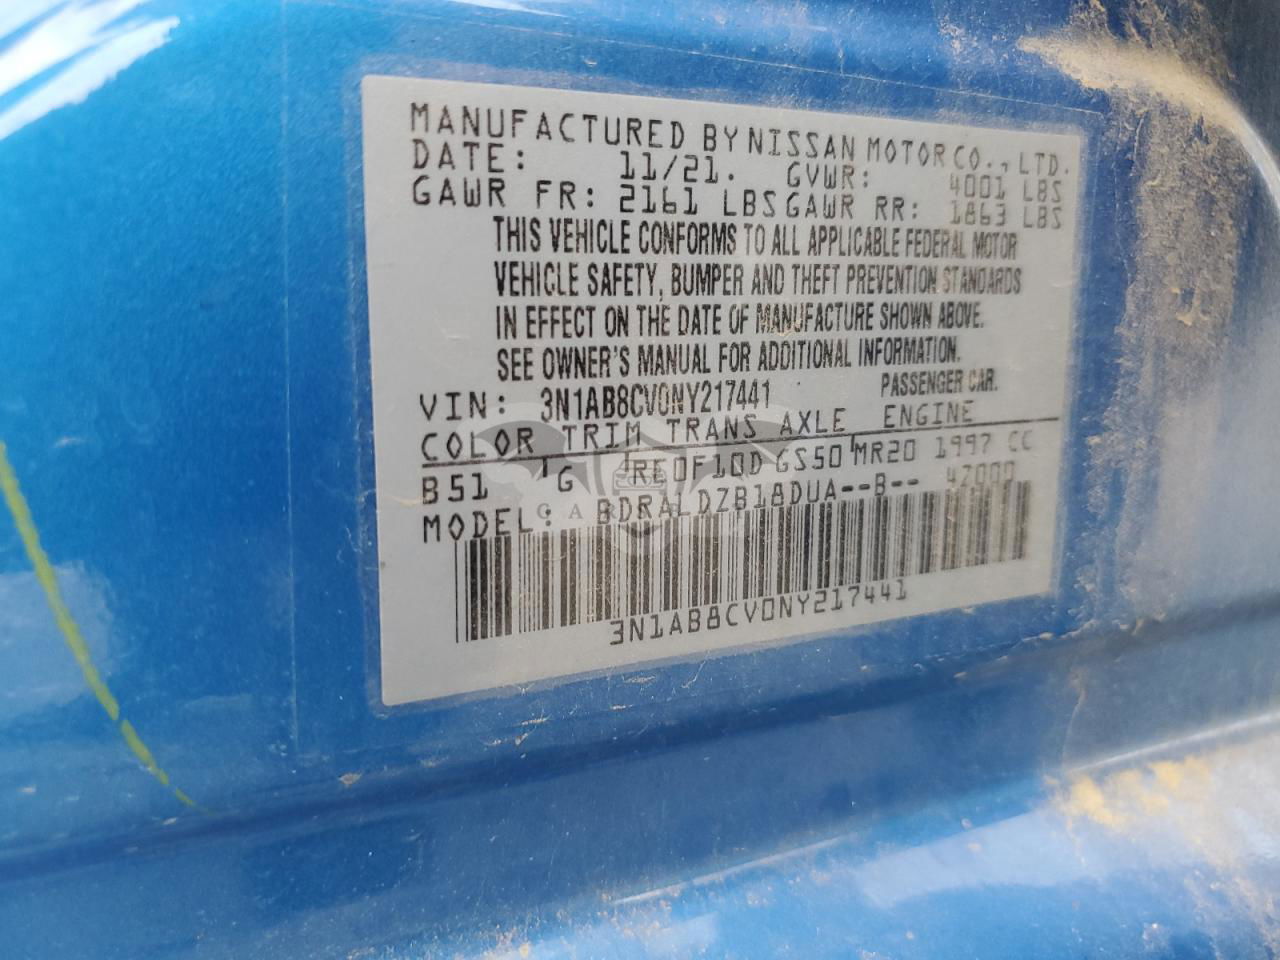 MANUFACTURED BY NISSAN MOTOR CO., LTD.
DATE: 11/21. GVWR: 4001 LBS
GAWR FR: 2161 LBS GAWR RR: 1863 LBS
THIS VEHICLE CONFORMS TO ALL APPLICABLE FEDERAL MOTOR
VEHICLE SAFETY, BUMPER AND THEFT PREVENTION STANDARDS
IN EFFECT ON THE DATE OF MANUFACTURE SHOWN ABOVE.
SEE OWNER'S MANUAL FOR ADDITIONAL INFORMATION.
VIN: 3N1AB8CV0NY217441 PASSENGER CAR.
COLOR TRIM TRANS AXLE ENGINE
B51 G RE0F10D GS50 MR20 1997 CC
MODEL: BDRALDZB18DUA--B-- 42000
3N1AB8CV0NY217441